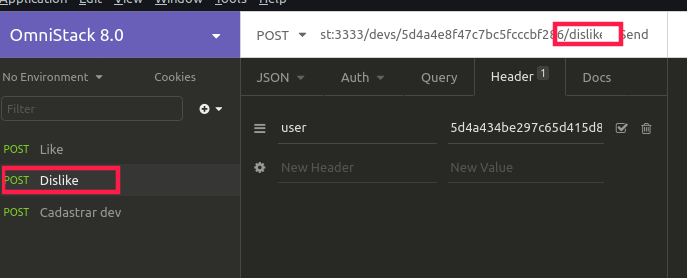 Application Edit View Window Tools Help
OmniStack 8.0
POST st:3333/devs/5d4a4e8f47c7bc5fcccbf286/dislike Send
No Environment Cookies
JSON Auth Query Header 1 Docs
Filter
user 5d4a434be297c65d415d8
POST Like
New Header New Value
POST Dislike
POST Cadastrar dev